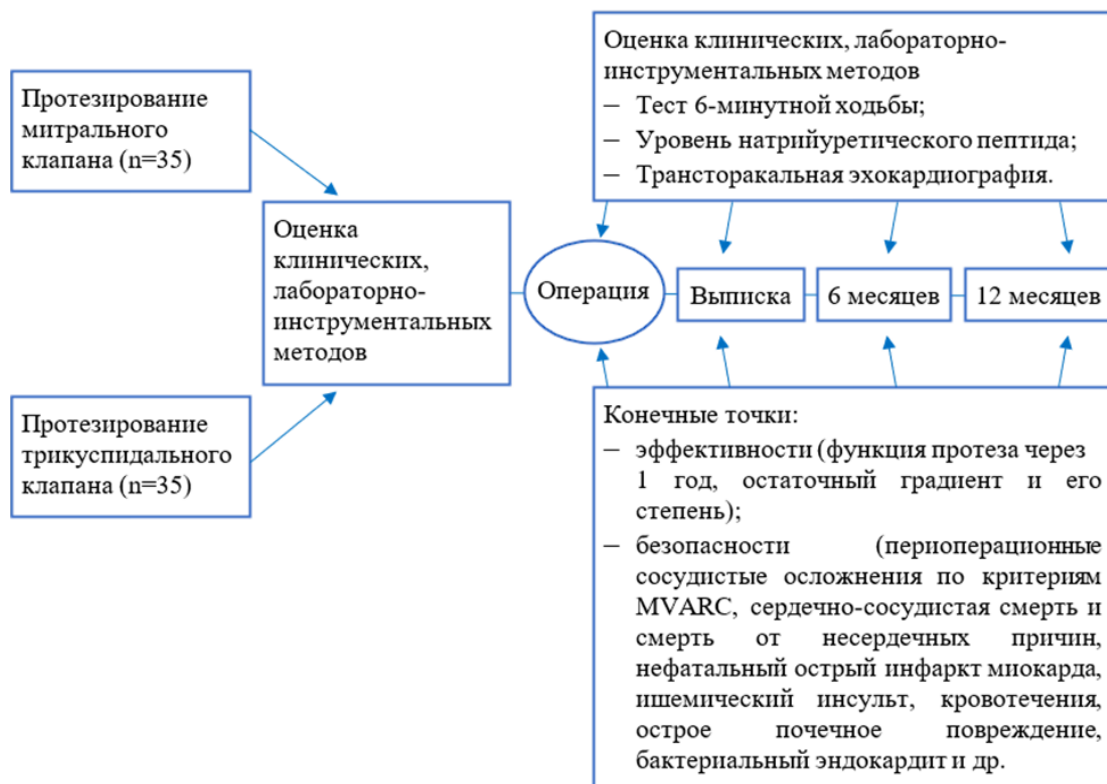 Протезирование
митрального
клапана (n=35)
Протезирование
трикуспидального
клапана (n=35)
Оценка
клинических,
лабораторно-
инструментальных
методов
Оценка клинических, лабораторно-
инструментальных методов
– Тест 6-минутной ходьбы;
– Уровень натрийуретического пептида;
– Трансторакальная эхокардиография.
Операция
Выписка
6 месяцев
12 месяцев
Конечные точки:
– эффективности (функция протеза через
1 год, остаточный градиент и его
степень);
– безопасности (периоперационные
сосудистые осложнения по критериям
MVARC, сердечно-сосудистая смерть и
смерть от несердечных причин,
нефатальный острый инфаркт миокарда,
ишемический инсульт, кровотечения,
острое почечное повреждение,
бактериальный эндокардит и др.